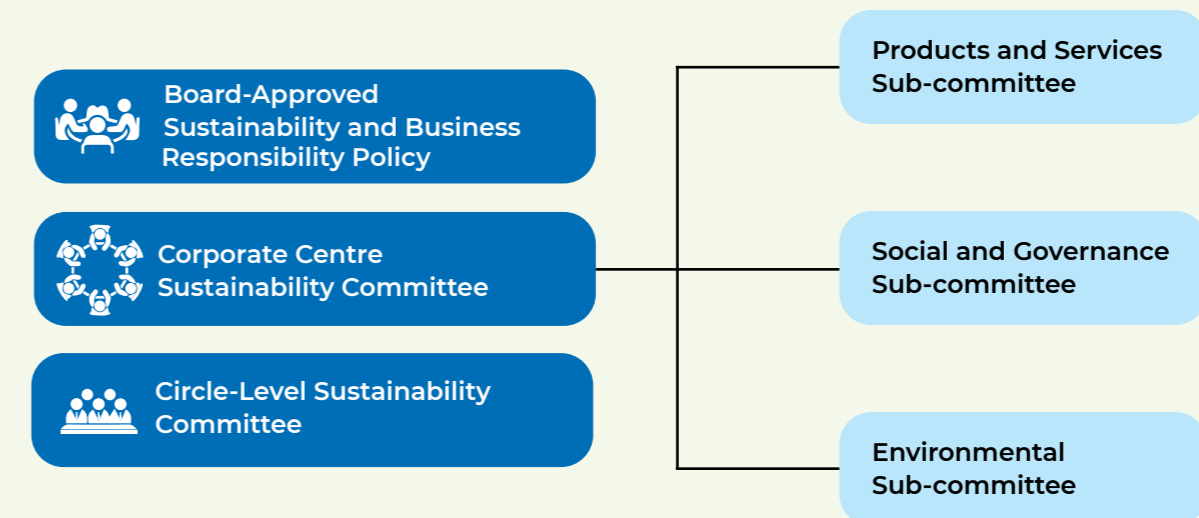 Board-Approved
Sustainability and Business
Responsibility Policy
Corporate Centre
Sustainability Committee
Circle-Level Sustainability
Committee
Products and Services
Sub-committee
Social and Governance
Sub-committee
Environmental
Sub-committee